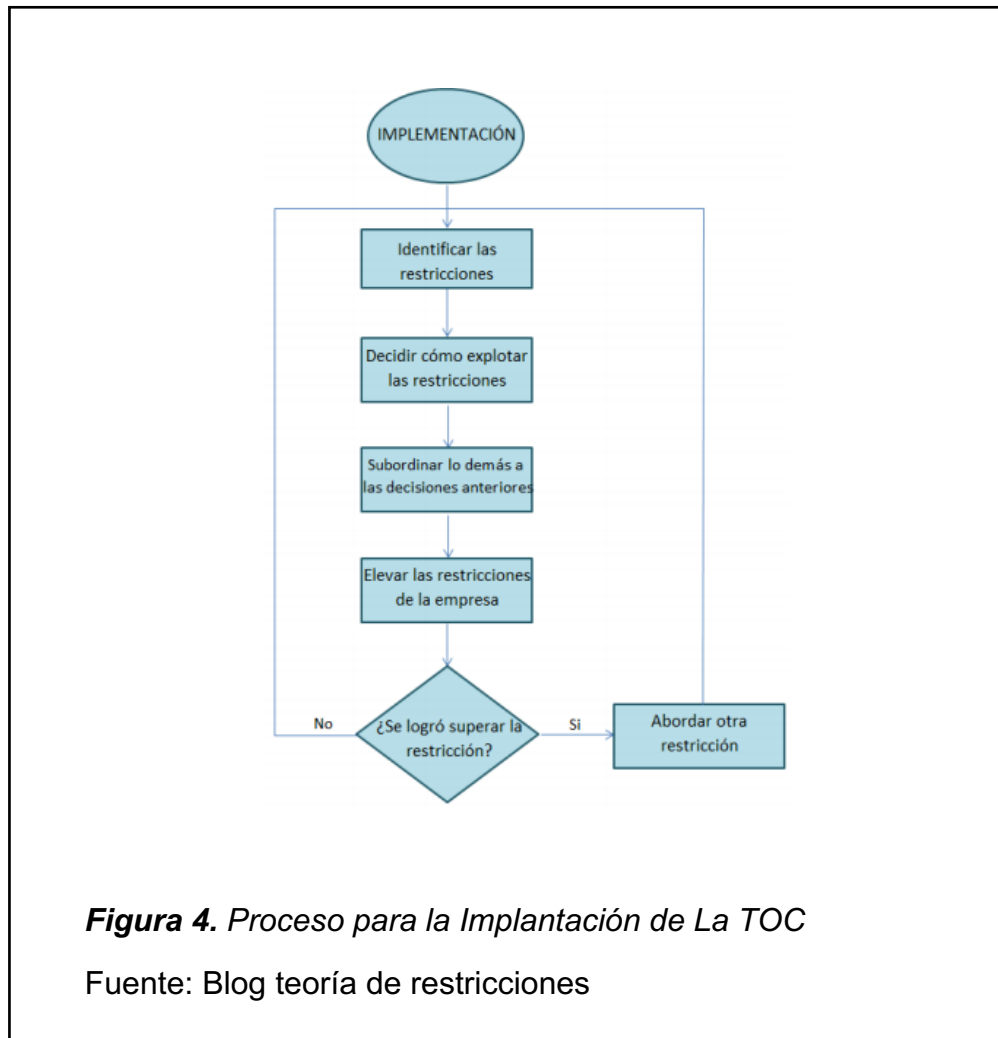 IMPLEMENTACIÓN
Identificar las
restricciones
Decidir cómo explotar
las restricciones
Subordinar lo demás a
las decisiones anteriores
Elevar las restricciones
de la empresa
¿Se logró superar la
restricción?
No
Si
Abordar otra
restricción
Figura 4. Proceso para la Implantación de La TOC
Fuente: Blog teoría de restricciones